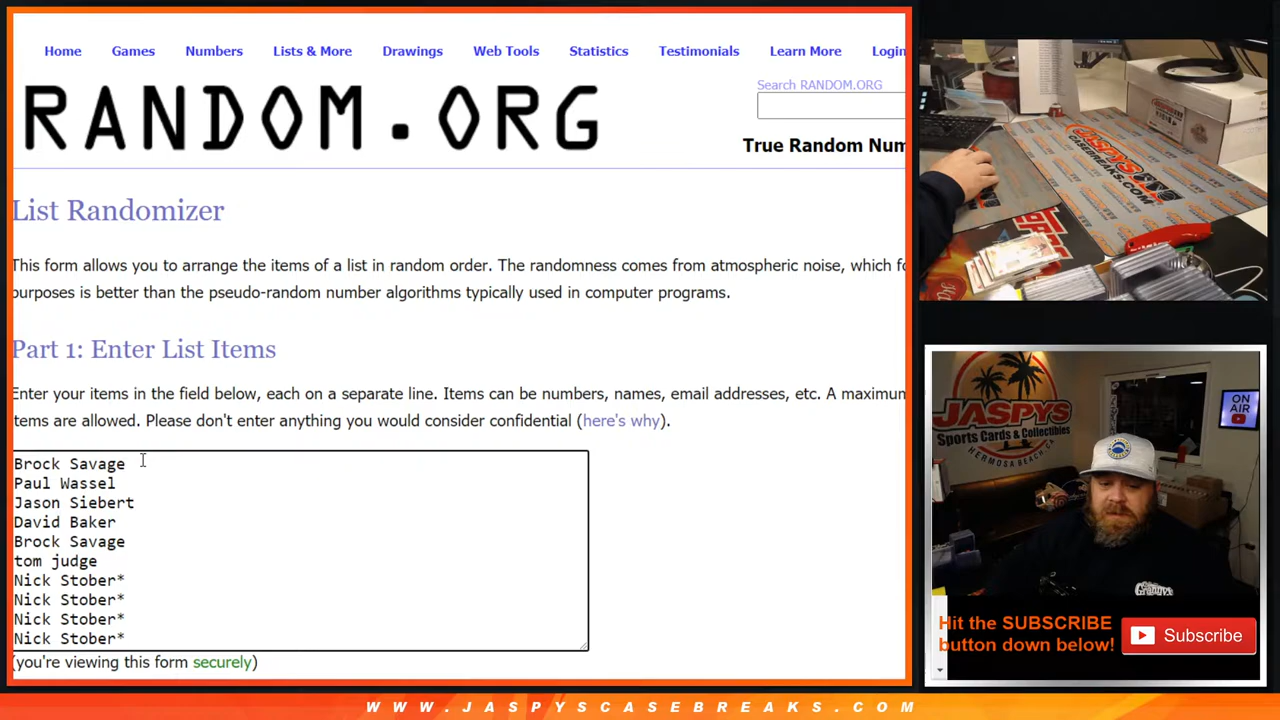 Home Games Numbers Lists & More Drawings Web Tools Statistics Testimonials Learn More Login
RANDOM.ORG
Search RANDOM.ORG
True Random Num
List Randomizer
This form allows you to arrange the items of a list in random order. The randomness comes from atmospheric noise, which fo
purposes is better than the pseudo-random number algorithms typically used in computer programs.
Part 1: Enter List Items
Enter your items in the field below, each on a separate line. Items can be numbers, names, email addresses, etc. A maximum
items are allowed. Please don't enter anything you would consider confidential (here's why).
Brock Savage
Paul Wassel
Jason Siebert
David Baker
Brock Savage
tom judge
Nick Stober*
Nick Stober*
Nick Stober*
Nick Stober*
(you're viewing this form securely)
JASPYS
CASEBREAKS.COM
JASPYS
Sports Cards & Collectibles
HERMOSA BEACH, CA
ON
AIR
Hit the SUBSCRIBE
button down below!
Subscribe
WWW.JASPYSCASEBREAKS.COM